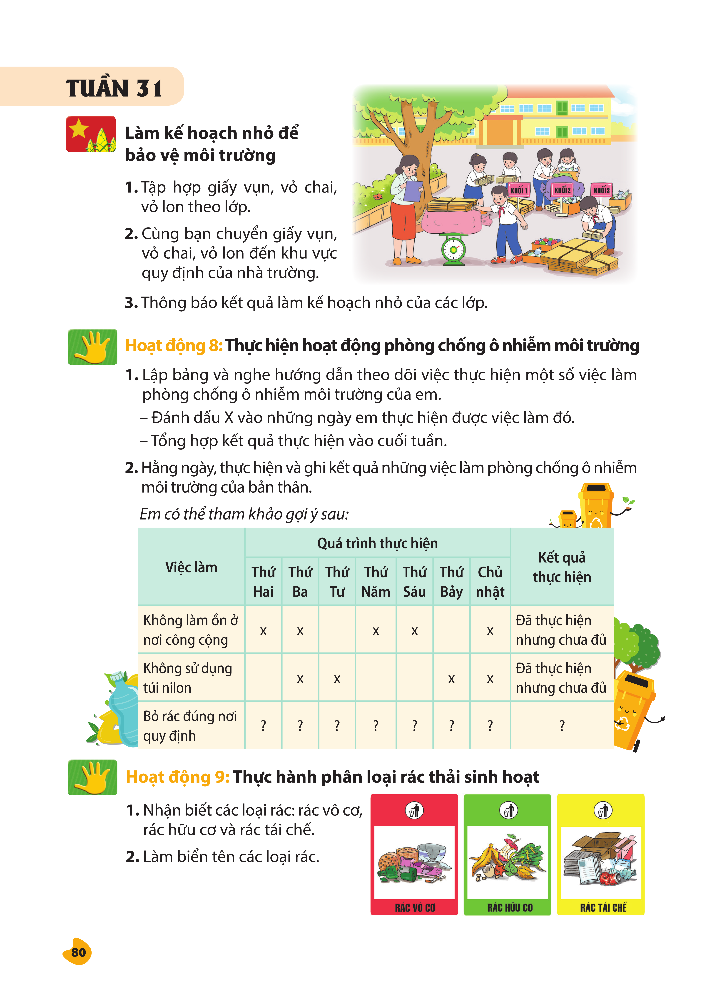 TUẦN 31
Làm kế hoạch nhỏ để
bảo vệ môi trường
1. Tập hợp giấy vụn, vỏ chai,
vỏ lon theo lớp.
2. Cùng bạn chuyển giấy vụn,
vỏ chai, vỏ lon đến khu vực
quy định của nhà trường.
KHỐI 1
KHỐI 2
KHỐI 3
3. Thông báo kết quả làm kế hoạch nhỏ của các lớp.
Hoạt động 8: Thực hiện hoạt động phòng chống ô nhiễm môi trường
1. Lập bảng và nghe hướng dẫn theo dõi việc thực hiện một số việc làm
phòng chống ô nhiễm môi trường của em.
– Đánh dấu X vào những ngày em thực hiện được việc làm đó.
– Tổng hợp kết quả thực hiện vào cuối tuần.
2. Hằng ngày, thực hiện và ghi kết quả những việc làm phòng chống ô nhiễm
môi trường của bản thân.
Em có thể tham khảo gợi ý sau:
Việc làm
Quá trình thực hiện
Kết quả
thực hiện
Thứ Thứ Thứ Thứ Thứ Thứ Chủ
Hai Ba Tư Năm Sáu Bảy nhật
Không làm ồn ở
nơi công cộng
x x x x x
Đã thực hiện
nhưng chưa đủ
Không sử dụng
túi nilon
x x x x
Đã thực hiện
nhưng chưa đủ
Bỏ rác đúng nơi
quy định
? ? ? ? ? ? ? ?
Hoạt động 9: Thực hành phân loại rác thải sinh hoạt
1. Nhận biết các loại rác: rác vô cơ,
rác hữu cơ và rác tái chế.
2. Làm biển tên các loại rác.
RÁC VÔ CƠ
RÁC HỮU CƠ
RÁC TÁI CHẾ
80